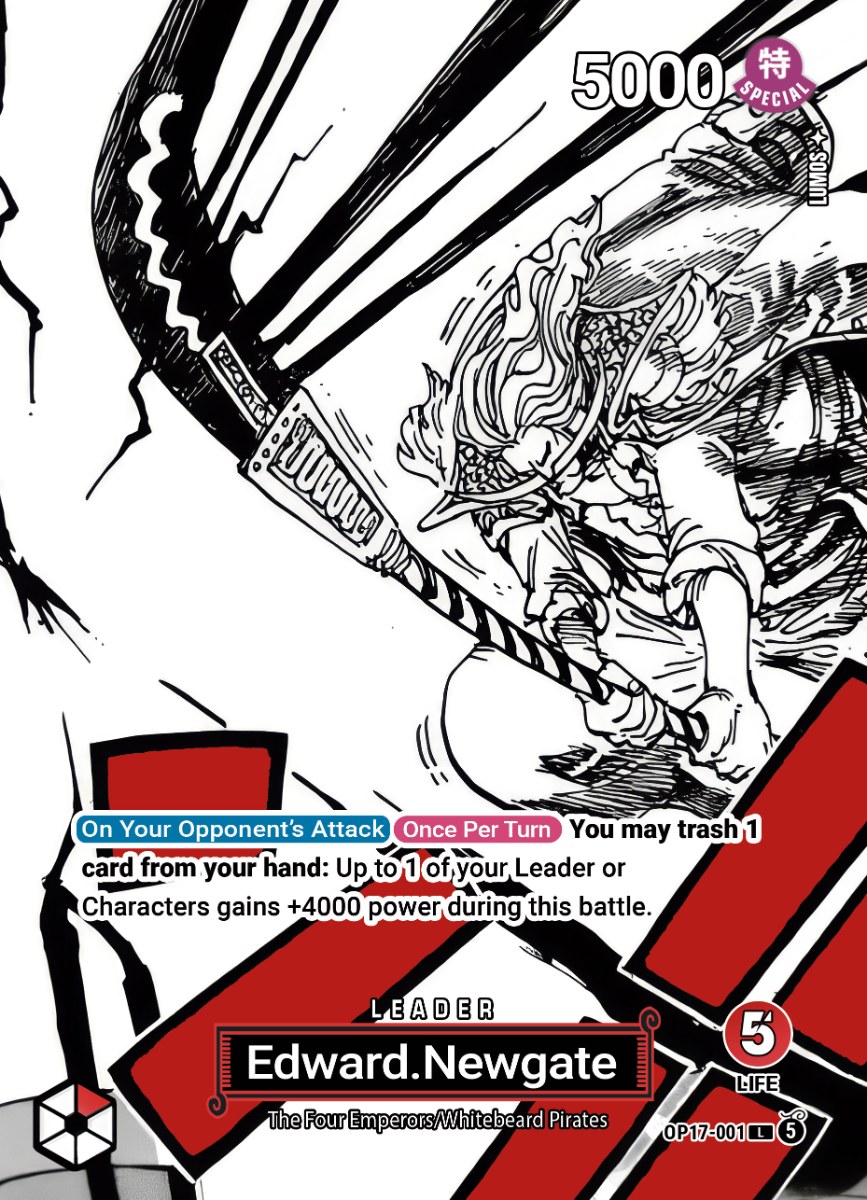 5000
特
SPECIAL
LUMOS
On Your Opponent's Attack Once Per Turn You may trash 1
card from your hand: Up to 1 of your Leader or
Characters gains +4000 power during this battle.
LEADER
Edward.Newgate
The Four Emperors/Whitebeard Pirates
5
LIFE
OP17-001 L 5